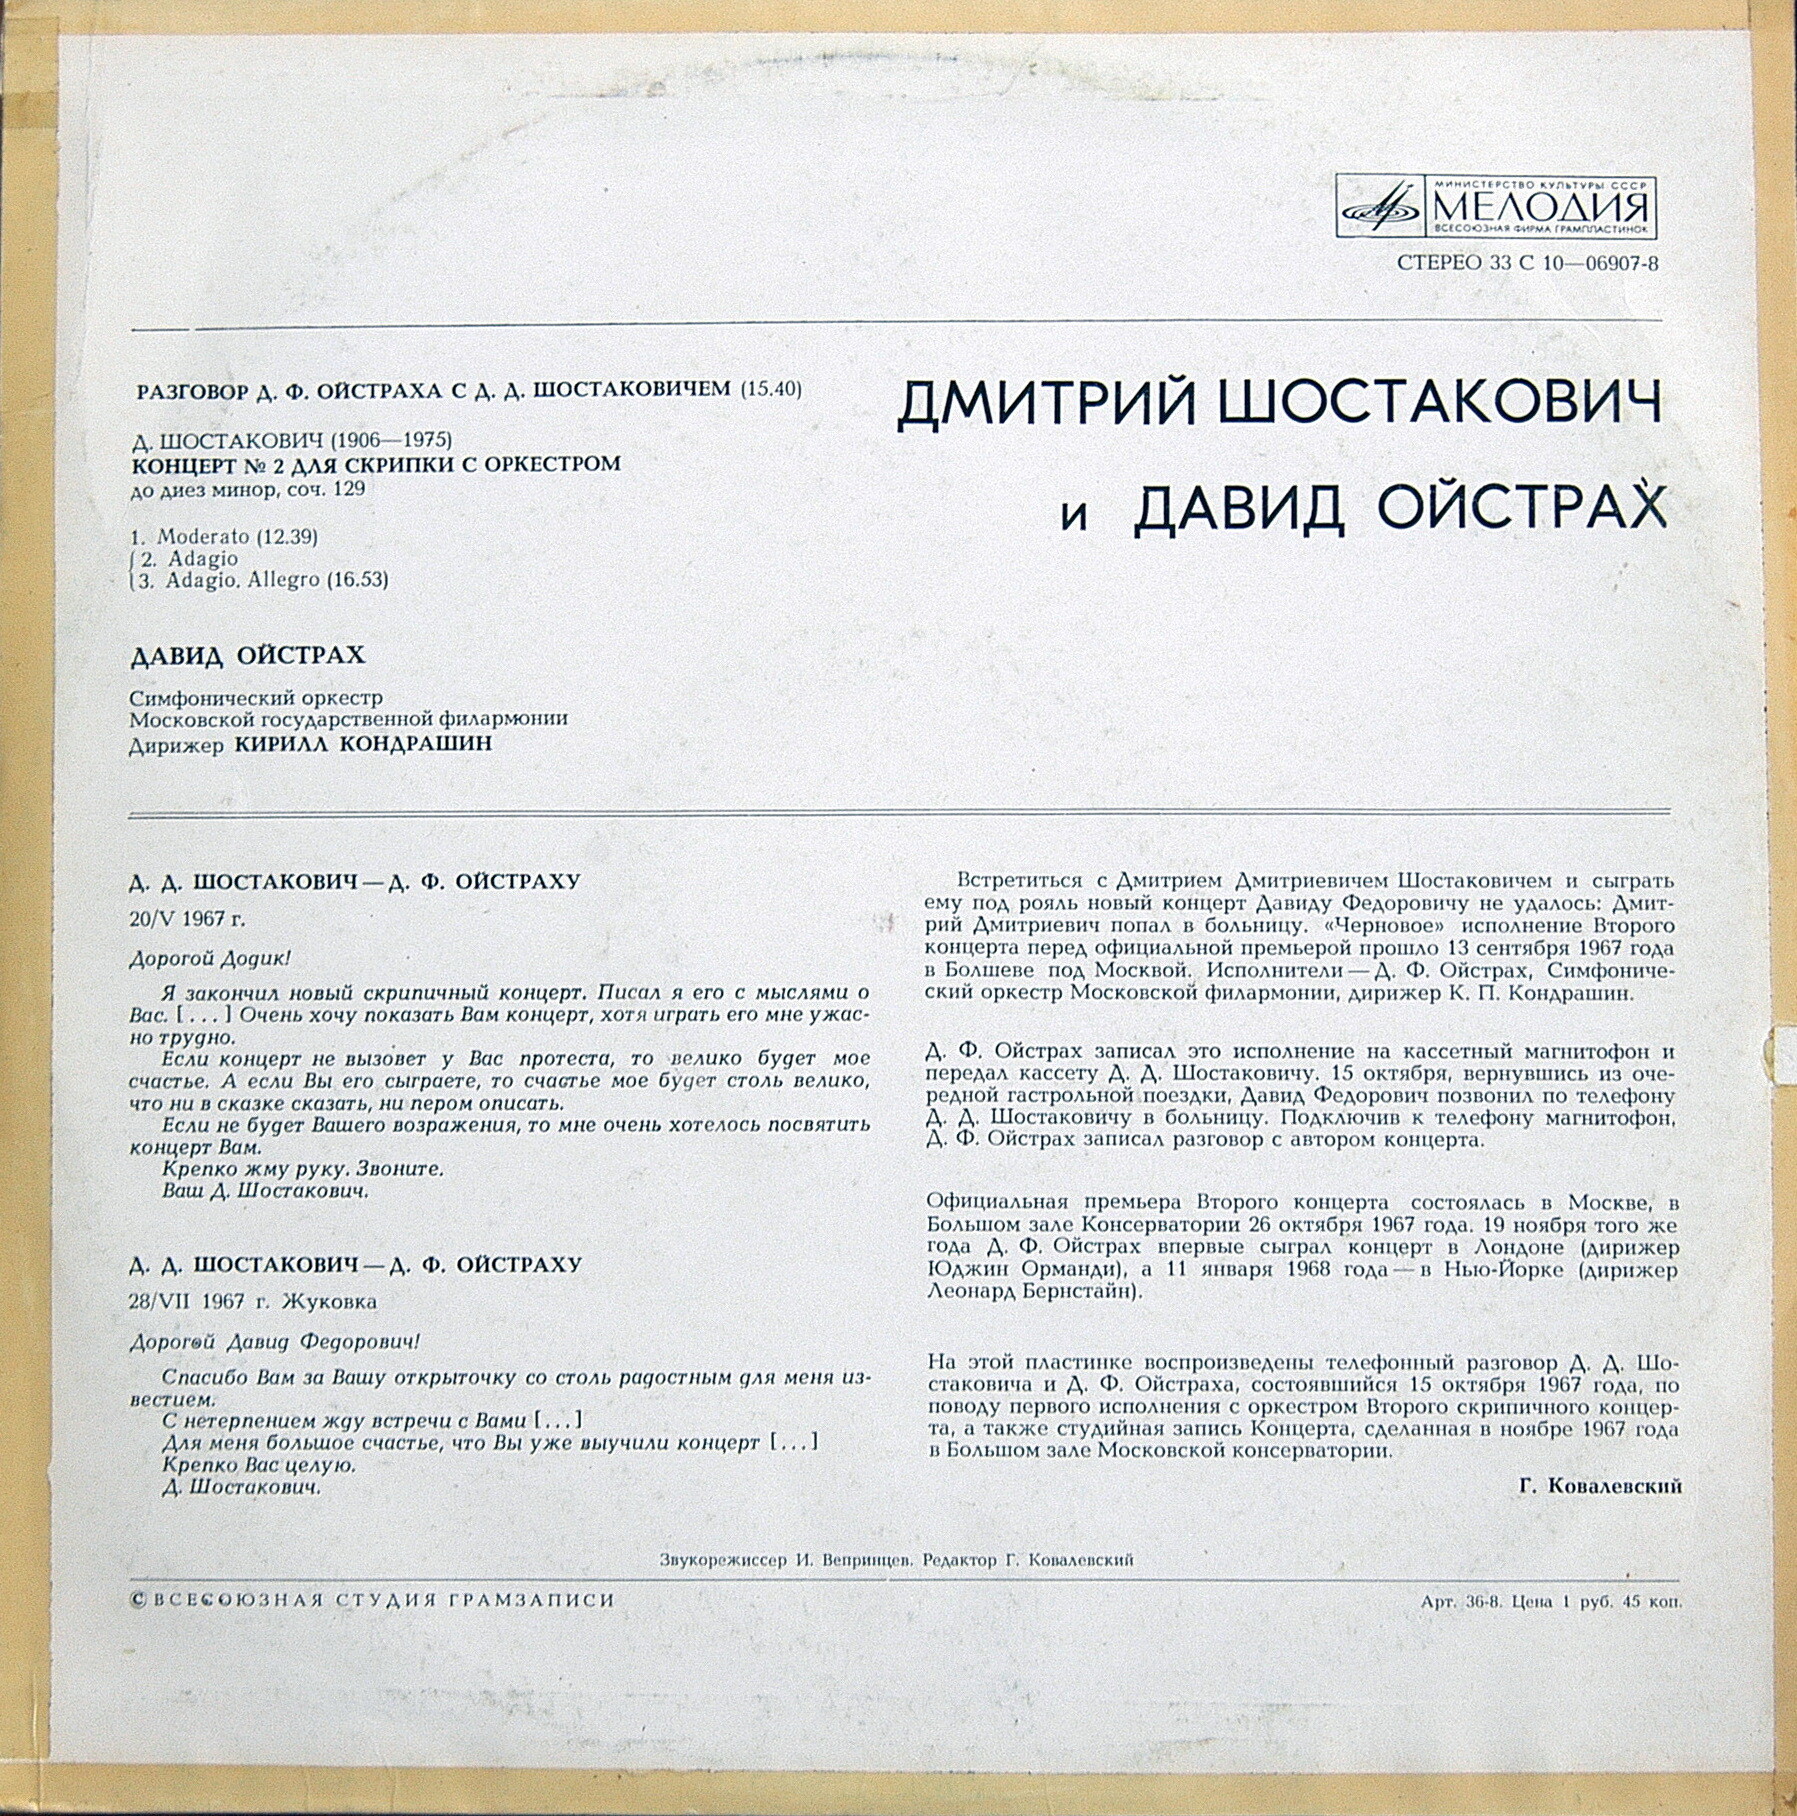 МИНИСТЕРСТВО КУЛЬТУРЫ СССР
МЕЛОДИЯ
ВСЕСОЮЗНАЯ ФИРМА ГРАМПЛАСТИНОК
СТЕРЕО 33 С 10—06907-8
РАЗГОВОР Д. Ф. ОЙСТРАХА С Д. Д. ШОСТАКОВИЧЕМ (15.40)
Д. ШОСТАКОВИЧ (1906—1975)
КОНЦЕРТ № 2 ДЛЯ СКРИПКИ С ОРКЕСТРОМ
до диез минор, соч. 129
1. Moderato (12.39)
2. Adagio
3. Adagio. Allegro (16.53)
ДАВИД ОЙСТРАХ
Симфонический оркестр
Московской государственной филармонии
Дирижер КИРИЛЛ КОНДРАШИН
ДМИТРИЙ ШОСТАКОВИЧ
и ДАВИД ОЙСТРАХ
Д. Д. ШОСТАКОВИЧ — Д. Ф. ОЙСТРАХУ
20/V 1967 г.
Дорогой Додик!
Я закончил новый скрипичный концерт. Писал я его с мыслями о
Вас. [...] Очень хочу показать Вам концерт, хотя играть его мне ужас-
но трудно.
Если концерт не вызовет у Вас протеста, то велико будет мое
счастье. А если Вы его сыграете, то счастье мое будет столь велико,
что ни в сказке сказать, ни пером описать.
Если не будет Вашего возражения, то мне очень хотелось посвятить
концерт Вам.
Крепко жму руку. Звоните.
Ваш Д. Шостакович.
Д. Д. ШОСТАКОВИЧ — Д. Ф. ОЙСТРАХУ
28/VII 1967 г. Жуковка
Дорогой Давид Федорович!
Спасибо Вам за Вашу открыточку со столь радостным для меня из-
вестием.
С нетерпением жду встречи с Вами [...]
Для меня большое счастье, что Вы уже выучили концерт [...]
Крепко Вас целую.
Д. Шостакович.
Встретиться с Дмитрием Дмитриевичем Шостаковичем и сыграть
ему под рояль новый концерт Давиду Федоровичу не удалось: Дмит-
рий Дмитриевич попал в больницу. «Черновое» исполнение Второго
концерта перед официальной премьерой прошло 13 сентября 1967 года
в Болшеве под Москвой. Исполнители — Д. Ф. Ойстрах, Симфониче-
ский оркестр Московской филармонии, дирижер К. П. Кондрашин.
Д. Ф. Ойстрах записал это исполнение на кассетный магнитофон и
передал кассету Д. Д. Шостаковичу. 15 октября, вернувшись из оче-
редной гастрольной поездки, Давид Федорович позвонил по телефону
Д. Д. Шостаковичу в больницу. Подключив к телефону магнитофон,
Д. Ф. Ойстрах записал разговор с автором концерта.
Официальная премьера Второго концерта состоялась в Москве, в
Большом зале Консерватории 26 октября 1967 года. 19 ноября того же
года Д. Ф. Ойстрах впервые сыграл концерт в Лондоне (дирижер
Юджин Орманди), а 11 января 1968 года — в Нью-Йорке (дирижер
Леонард Бернстайн).
На этой пластинке воспроизведены телефонный разговор Д. Д. Шо-
стаковича и Д. Ф. Ойстраха, состоявшийся 15 октября 1967 года, по
поводу первого исполнения с оркестром Второго скрипичного концер-
та, а также студийная запись Концерта, сделанная в ноябре 1967 года
в Большом зале Московской консерватории.
Г. Ковалевский
Звукорежиссер И. Вепринцев. Редактор Г. Ковалевский
© ВСЕСОЮЗНАЯ СТУДИЯ ГРАМЗАПИСИ
Арт. 36-8. Цена 1 руб. 45 коп.